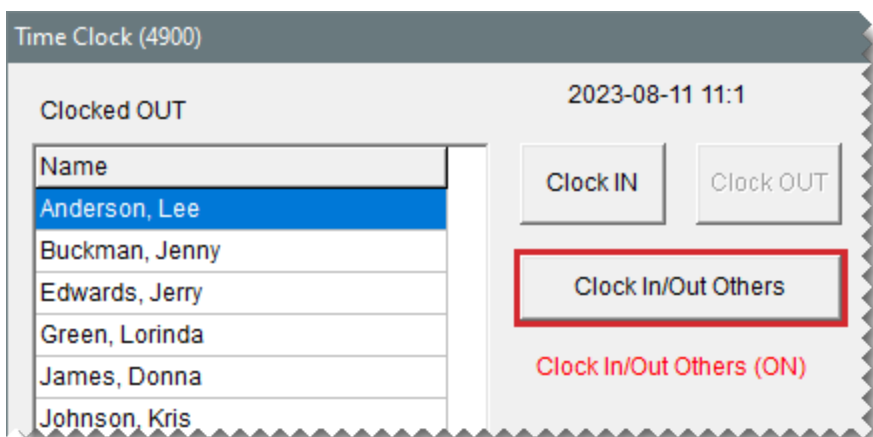 Time Clock (4900)
2023-08-11 11:1
Clocked OUT
Name
Clock IN
Clock OUT
Anderson, Lee
Buckman, Jenny
Clock In/Out Others
Edwards, Jerry
Green, Lorinda
Clock In/Out Others (ON)
James, Donna
Johnson, Kris